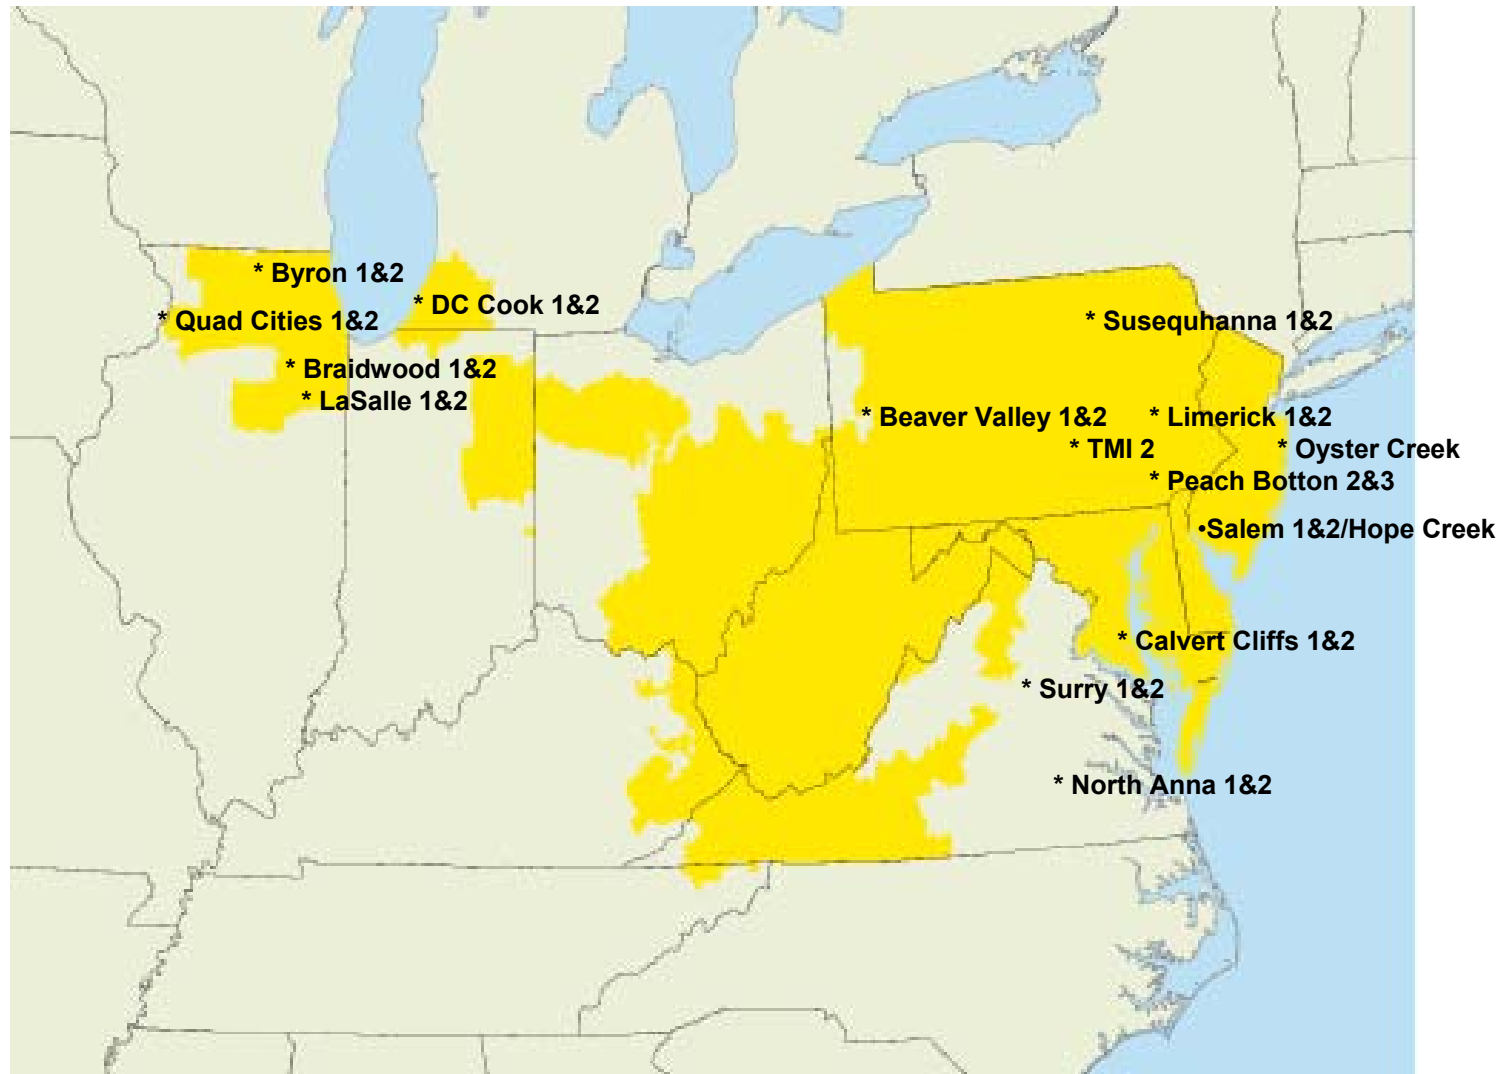 * Byron 1&2
* DC Cook 1&2
* Quad Cities 1&2
* Susequhanna 1&2
* Braidwood 1&2
* LaSalle 1&2
* Beaver Valley 1&2
* Limerick 1&2
* TMI 2
* Oyster Creek
* Peach Botton 2&3
•Salem 1&2/Hope Creek
* Calvert Cliffs 1&2
* Surry 1&2
* North Anna 1&2